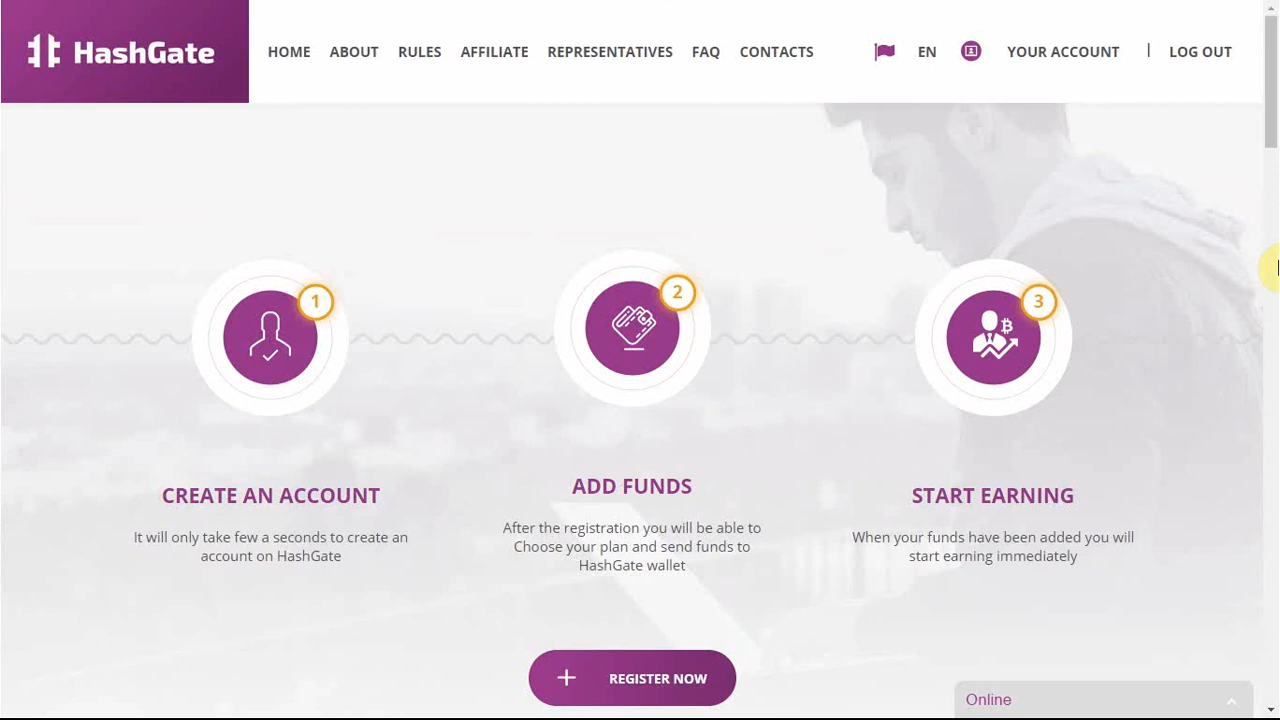 HashGate
HOME ABOUT RULES AFFILIATE REPRESENTATIVES FAQ CONTACTS EN YOUR ACCOUNT | LOG OUT
1
2
3
CREATE AN ACCOUNT
It will only take few a seconds to create an
account on HashGate
ADD FUNDS
After the registration you will be able to
Choose your plan and send funds to
HashGate wallet
START EARNING
When your funds have been added you will
start earning immediately
+ REGISTER NOW
Online